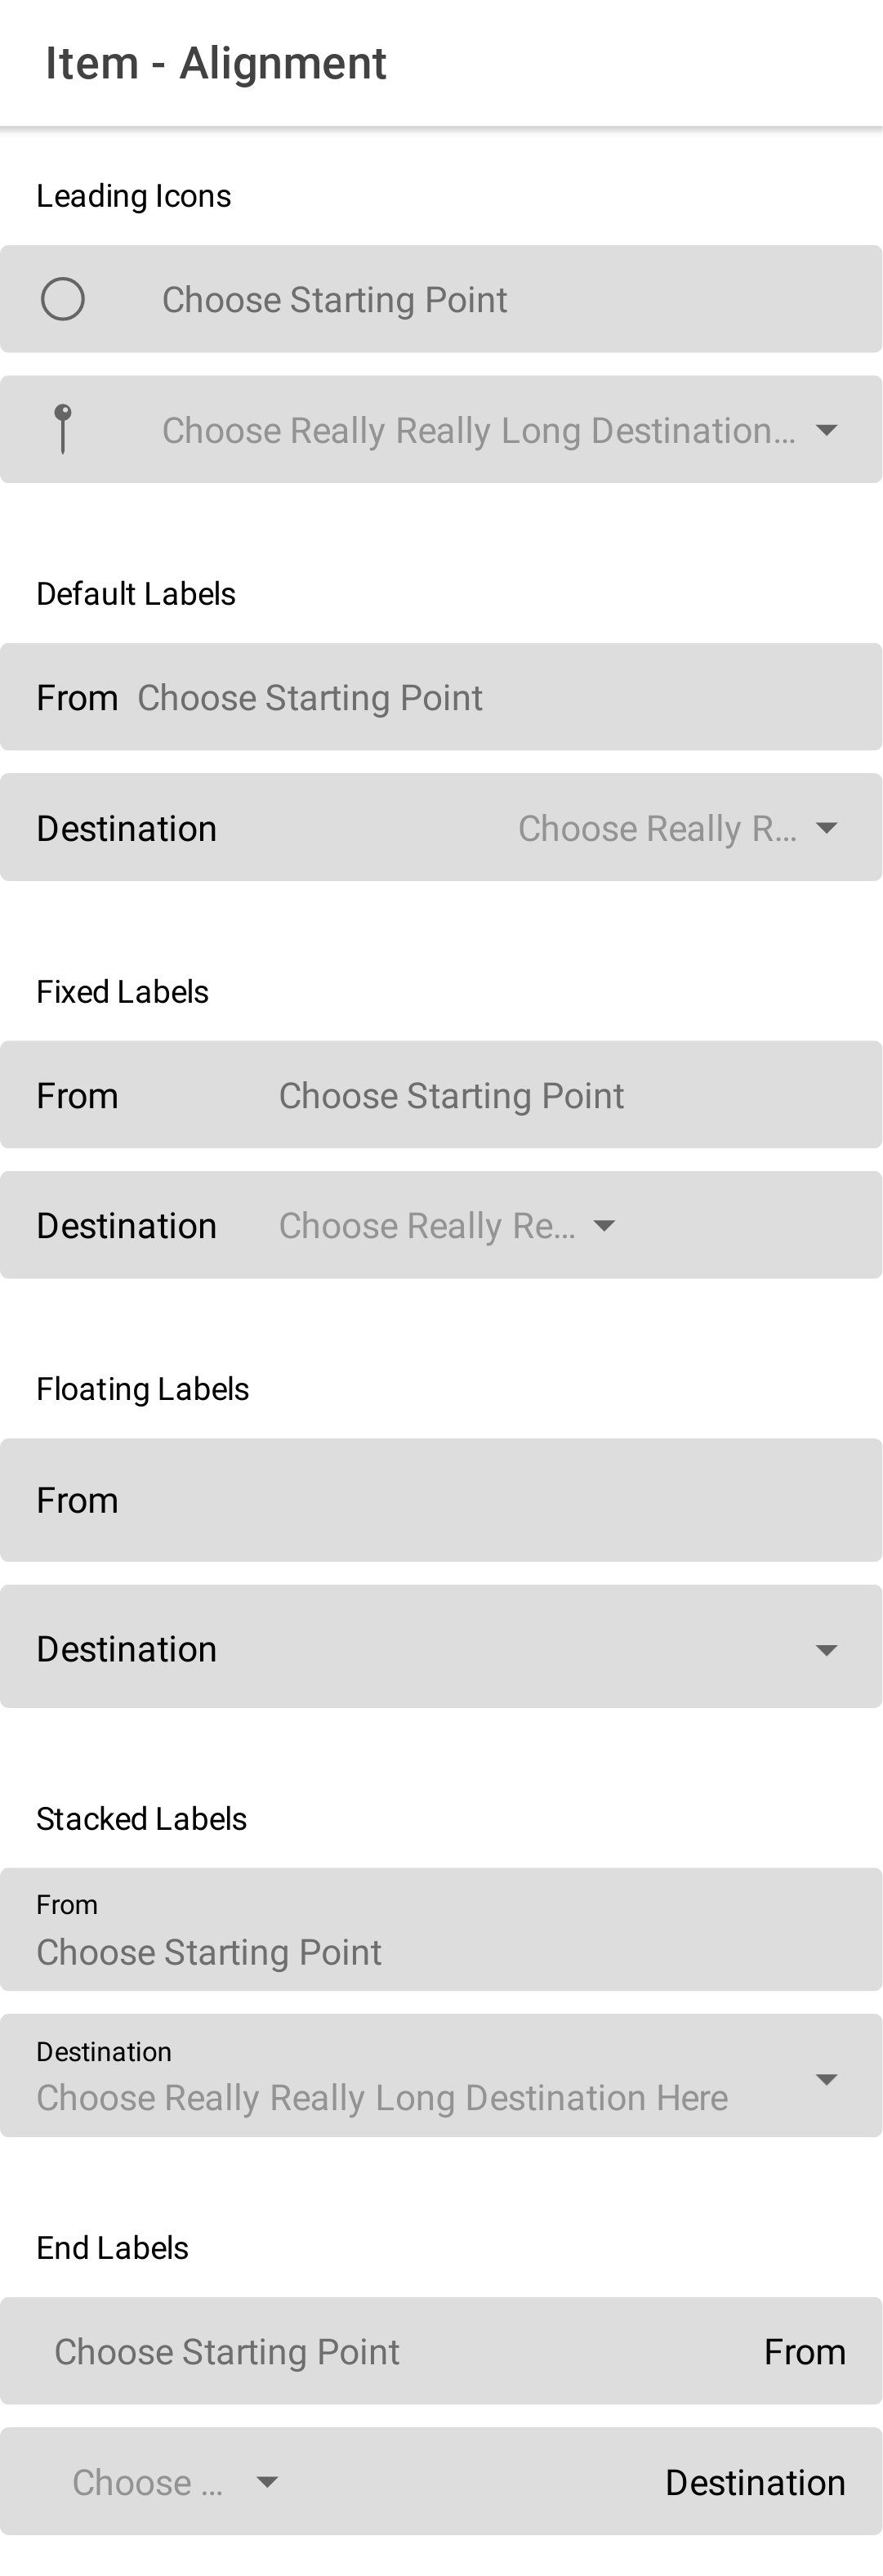 Item - Alignment
Leading Icons
Choose Starting Point
Choose Really Really Long Destination...
Default Labels
From Choose Starting Point
Destination Choose Really R...
Fixed Labels
From Choose Starting Point
Destination Choose Really Re...
Floating Labels
From
Destination
Stacked Labels
From
Choose Starting Point
Destination
Choose Really Really Long Destination Here
End Labels
Choose Starting Point From
Choose ... Destination